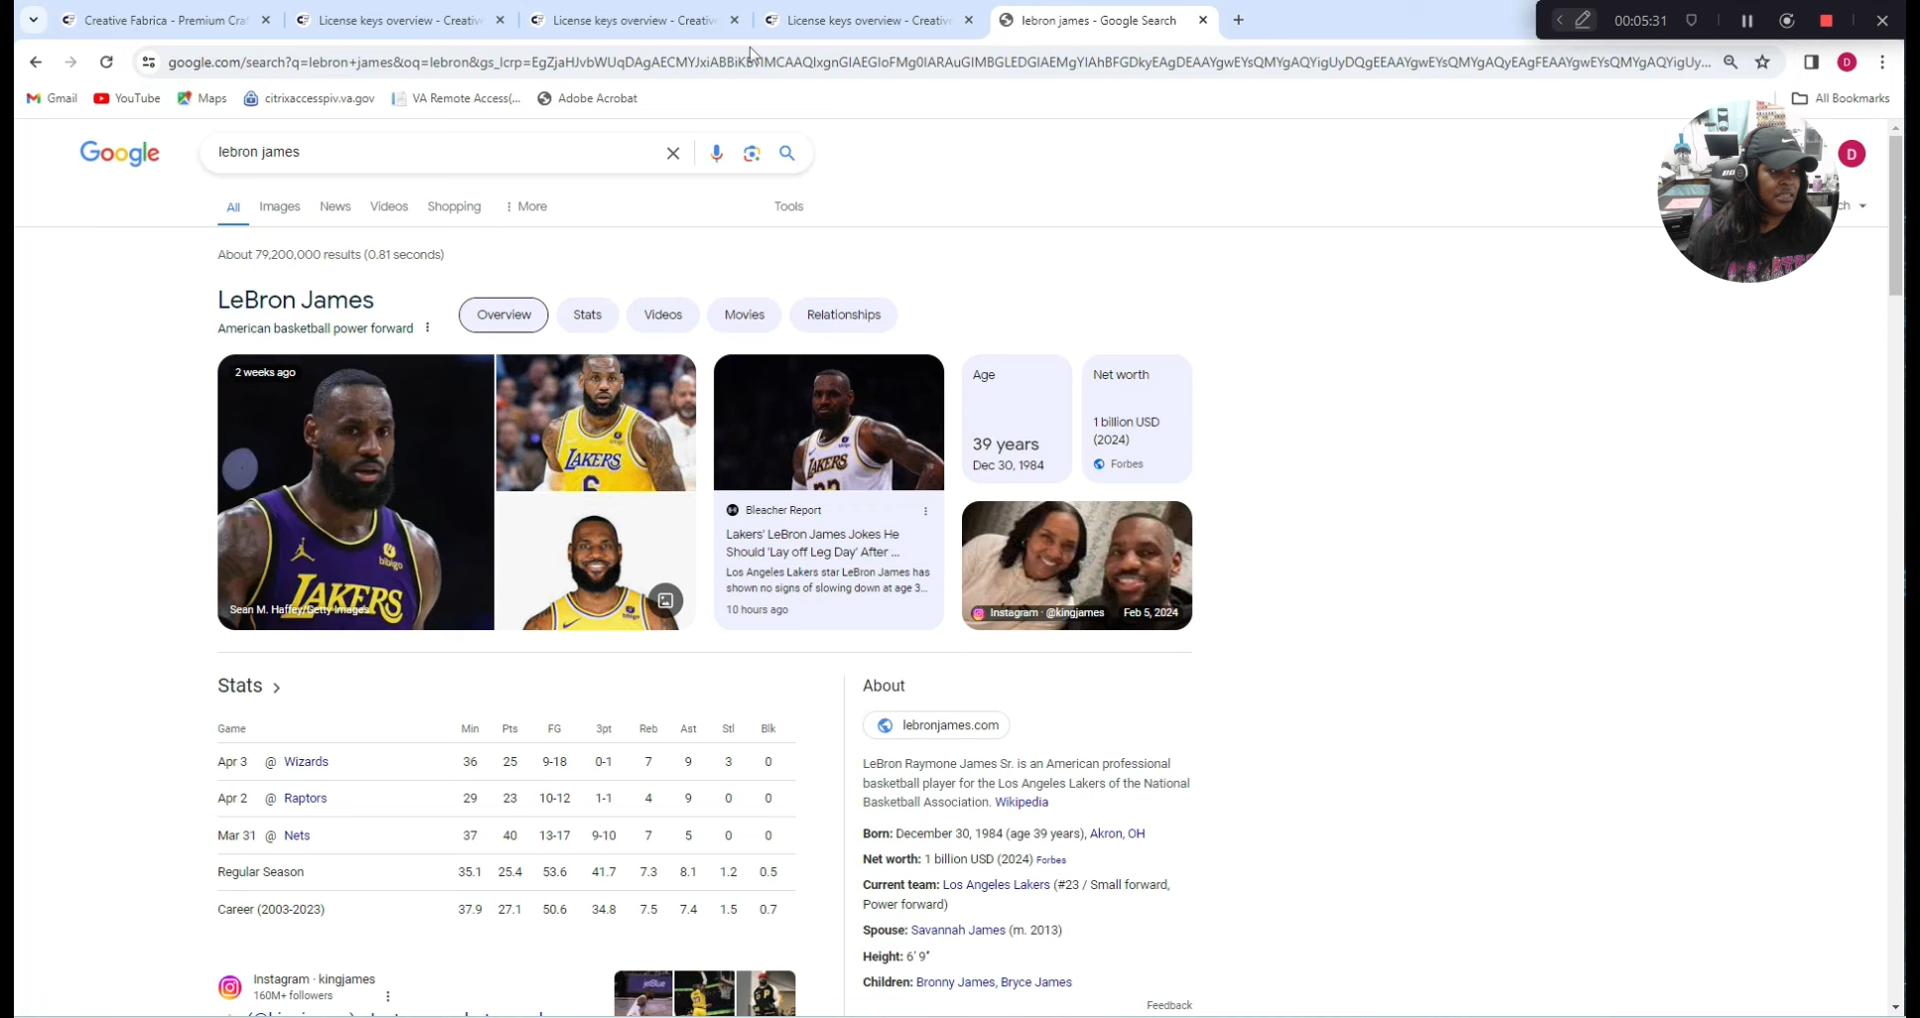 Creative Fabrica - Premium Cra
License keys overview - Creative
License keys overview - Creative
License keys overview - Creative
lebron james - Google Search
00:05:31
Gmail
YouTube
Maps
citrixaccesspiv.va.gov
VA Remote Access(...
Adobe Acrobat
All Bookmarks
D
Google
lebron james
D
All
Images
News
Videos
Shopping
More
Tools
About 79,200,000 results (0.81 seconds)
LeBron James
American basketball power forward
Overview
Stats
Videos
Movies
Relationships
2 weeks ago
LAKERS
bibigo
Sean M. Haffey/Getty Images
LAKERS
6
LAKERS
Bleacher Report
Lakers' LeBron James Jokes He
Should 'Lay off Leg Day' After ...
Los Angeles Lakers star LeBron James has
shown no signs of slowing down at age 3...
10 hours ago
Age
39 years
Dec 30, 1984
Net worth
1 billion USD
(2024)
Forbes
Instagram · @kingjames
Feb 5, 2024
Stats
Game Min Pts FG 3pt Reb Ast Stl Blk
Apr 3 @ Wizards 36 25 9-18 0-1 7 9 3 0
Apr 2 @ Raptors 29 23 10-12 1-1 4 9 0 0
Mar 31 @ Nets 37 40 13-17 9-10 7 5 0 0
Regular Season 35.1 25.4 53.6 41.7 7.3 8.1 1.2 0.5
Career (2003-2023) 37.9 27.1 50.6 34.8 7.5 7.4 1.5 0.7
Instagram · kingjames
160M+ followers
About
lebronjames.com
LeBron Raymone James Sr. is an American professional
basketball player for the Los Angeles Lakers of the National
Basketball Association. Wikipedia
Born: December 30, 1984 (age 39 years), Akron, OH
Net worth: 1 billion USD (2024) Forbes
Current team: Los Angeles Lakers (#23 / Small forward,
Power forward)
Spouse: Savannah James (m. 2013)
Height: 6′ 9″
Children: Bronny James, Bryce James
Feedback